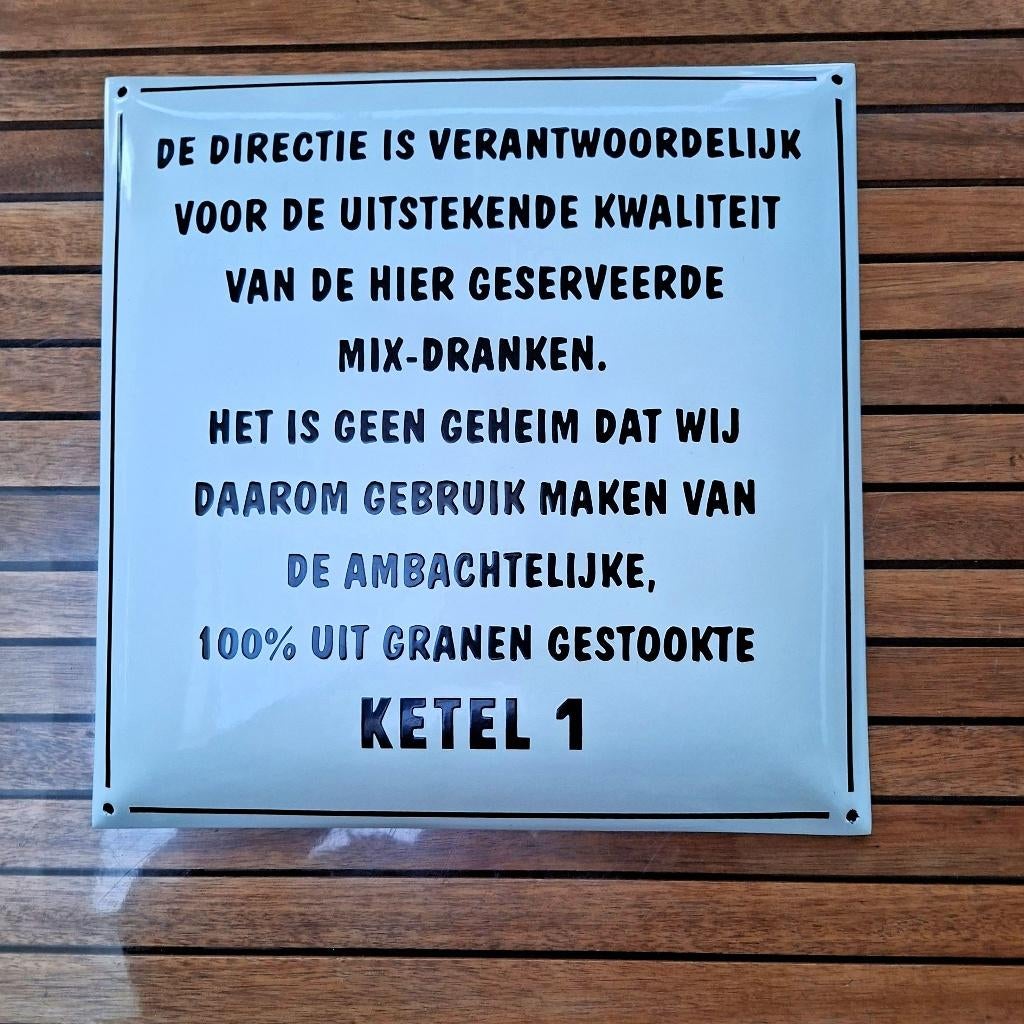 DE DIRECTIE IS VERANTWOORDELIJK
VOOR DE UITSTEKENDE KWALITEIT
VAN DE HIER GESERVEERDE
MIX-DRANKEN.
HET IS GEEN GEHEIM DAT WIJ
DAAROM GEBRUIK MAKEN VAN
DE AMBACHTELIJKE,
100% UIT GRANEN GESTOOKTE
KETEL 1